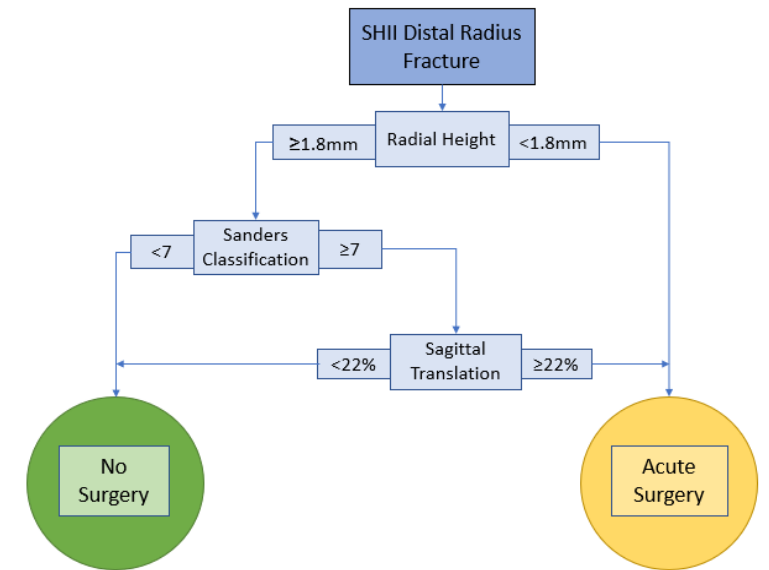 SHII Distal Radius
Fracture
≥1.8mm
Radial Height
<1.8mm
<7
Sanders
Classification
≥7
<22%
Sagittal
Translation
≥22%
No
Surgery
Acute
Surgery